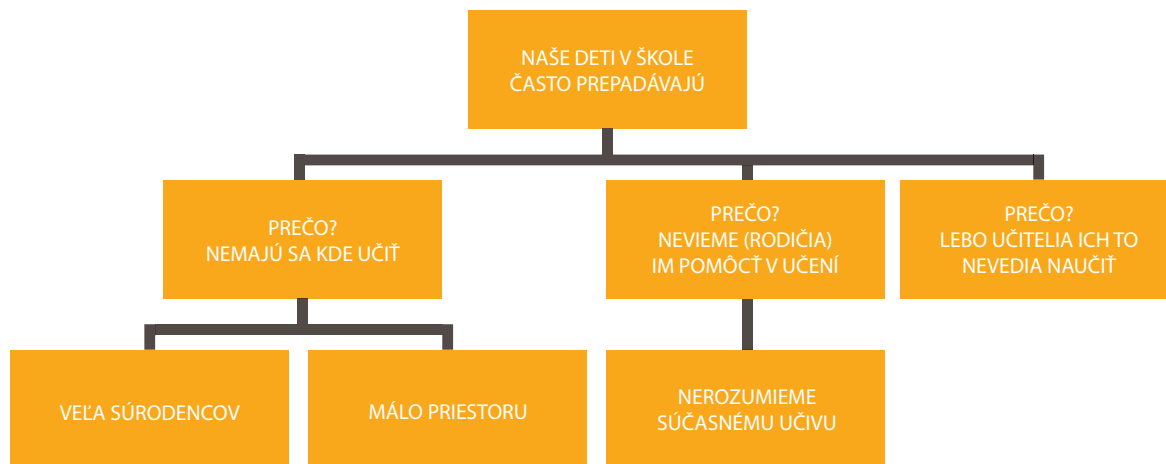 NAŠE DETI V ŠKOLE
ČASTO PREPADÁVAJÚ
PREČO?
NEMAJÚ SA KDE UČIŤ
PREČO?
NEVIEME (RODIČIA)
IM POMÔCŤ V UČENÍ
PREČO?
LEBO UČITELIA ICH TO
NEVEDIA NAUČIŤ
VEĽA SÚRODENCOV
MÁLO PRIESTORU
NEROZUMIEME
SÚČASNÉMU UČIVU